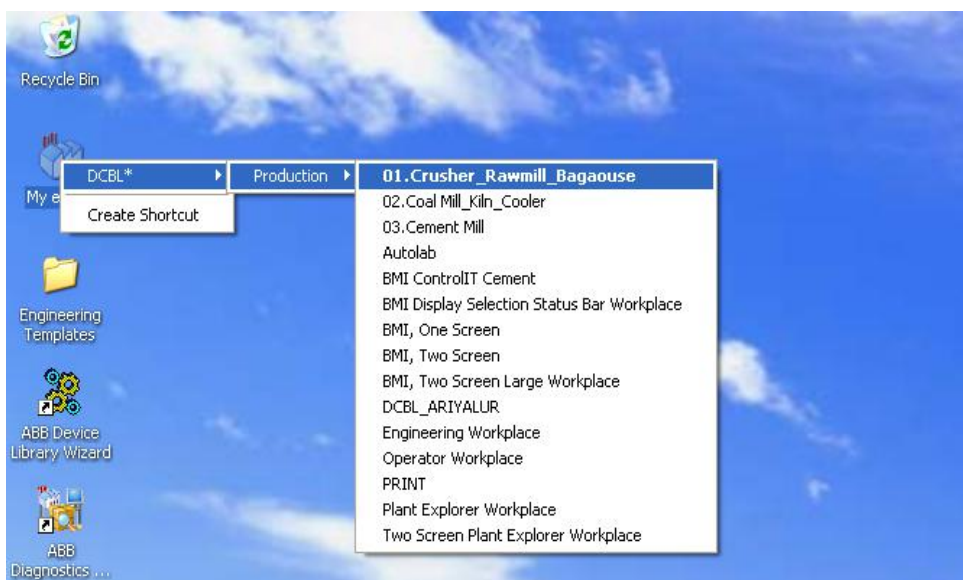 Recycle Bin
My e
DCBL*
Create Shortcut
Production
01.Crusher_Rawmill_Bagaouse
02.Coal Mill_Kiln_Cooler
03.Cement Mill
Autolab
BMI ControlIT Cement
BMI Display Selection Status Bar Workplace
BMI, One Screen
BMI, Two Screen
BMI, Two Screen Large Workplace
DCBL_ARIYALUR
Engineering Workplace
Operator Workplace
PRINT
Plant Explorer Workplace
Two Screen Plant Explorer Workplace
Engineering
Templates
ABB Device
Library Wizard
ABB
Diagnostics ...